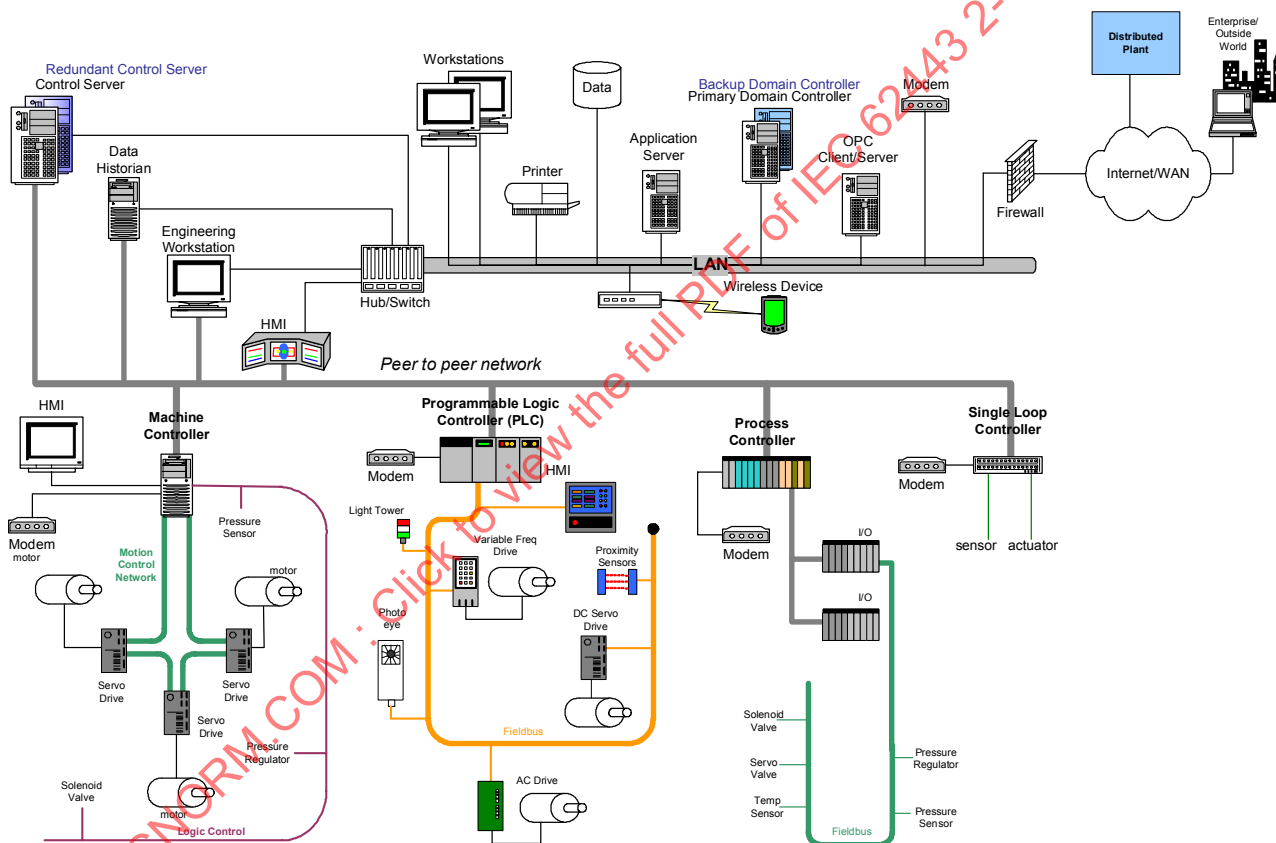 Redundant Control Server
Control Server
Data
Historian
Engineering
Workstation
HMI
Hub/Switch
Workstations
Printer
Data
Application
Server
Backup Domain Controller
Primary Domain Controller
OPC
Client/Server
Modem
Firewall
Distributed
Plant
Enterprise/
Outside
World
Internet/WAN
LAN
Wireless Device
Peer to peer network
HMI
Machine
Controller
Modem
motor
Pressure
Sensor
Motion
Control
Network
motor
Servo
Drive
Servo
Drive
Servo
Drive
motor
Pressure
Regulator
Solenoid
Valve
Logic Control
Programmable Logic
Controller (PLC)
Modem
HMI
Light Tower
Variable Freq
Drive
Proximity
Sensors
Photo
eye
DC Servo
Drive
Fieldbus
AC Drive
Process
Controller
Modem
I/O
I/O
Solenoid
Valve
Servo
Valve
Temp
Sensor
Pressure
Regulator
Pressure
Sensor
Fieldbus
Single Loop
Controller
Modem
sensor
actuator
CNORM.COM : Click to view the full PDF of IEC 62443 2-